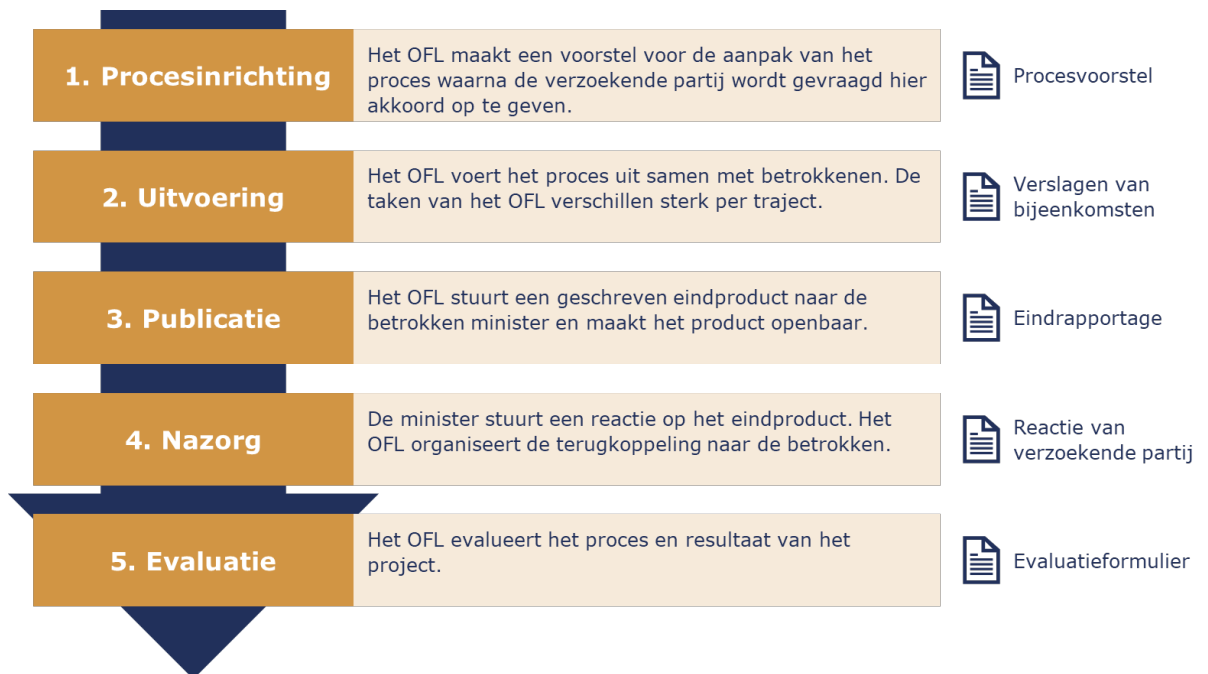 1. Procesinrichting
Het OFL maakt een voorstel voor de aanpak van het
proces waarna de verzoekende partij wordt gevraagd hier
akkoord op te geven.
Procesvoorstel
2. Uitvoering
Het OFL voert het proces uit samen met betrokkenen. De
taken van het OFL verschillen sterk per traject.
Verslagen van
bijeenkomsten
3. Publicatie
Het OFL stuurt een geschreven eindproduct naar de
betrokken minister en maakt het product openbaar.
Eindrapportage
4. Nazorg
De minister stuurt een reactie op het eindproduct. Het
OFL organiseert de terugkoppeling naar de betrokken.
Reactie van
verzoekende partij
5. Evaluatie
Het OFL evalueert het proces en resultaat van het
project.
Evaluatieformulier